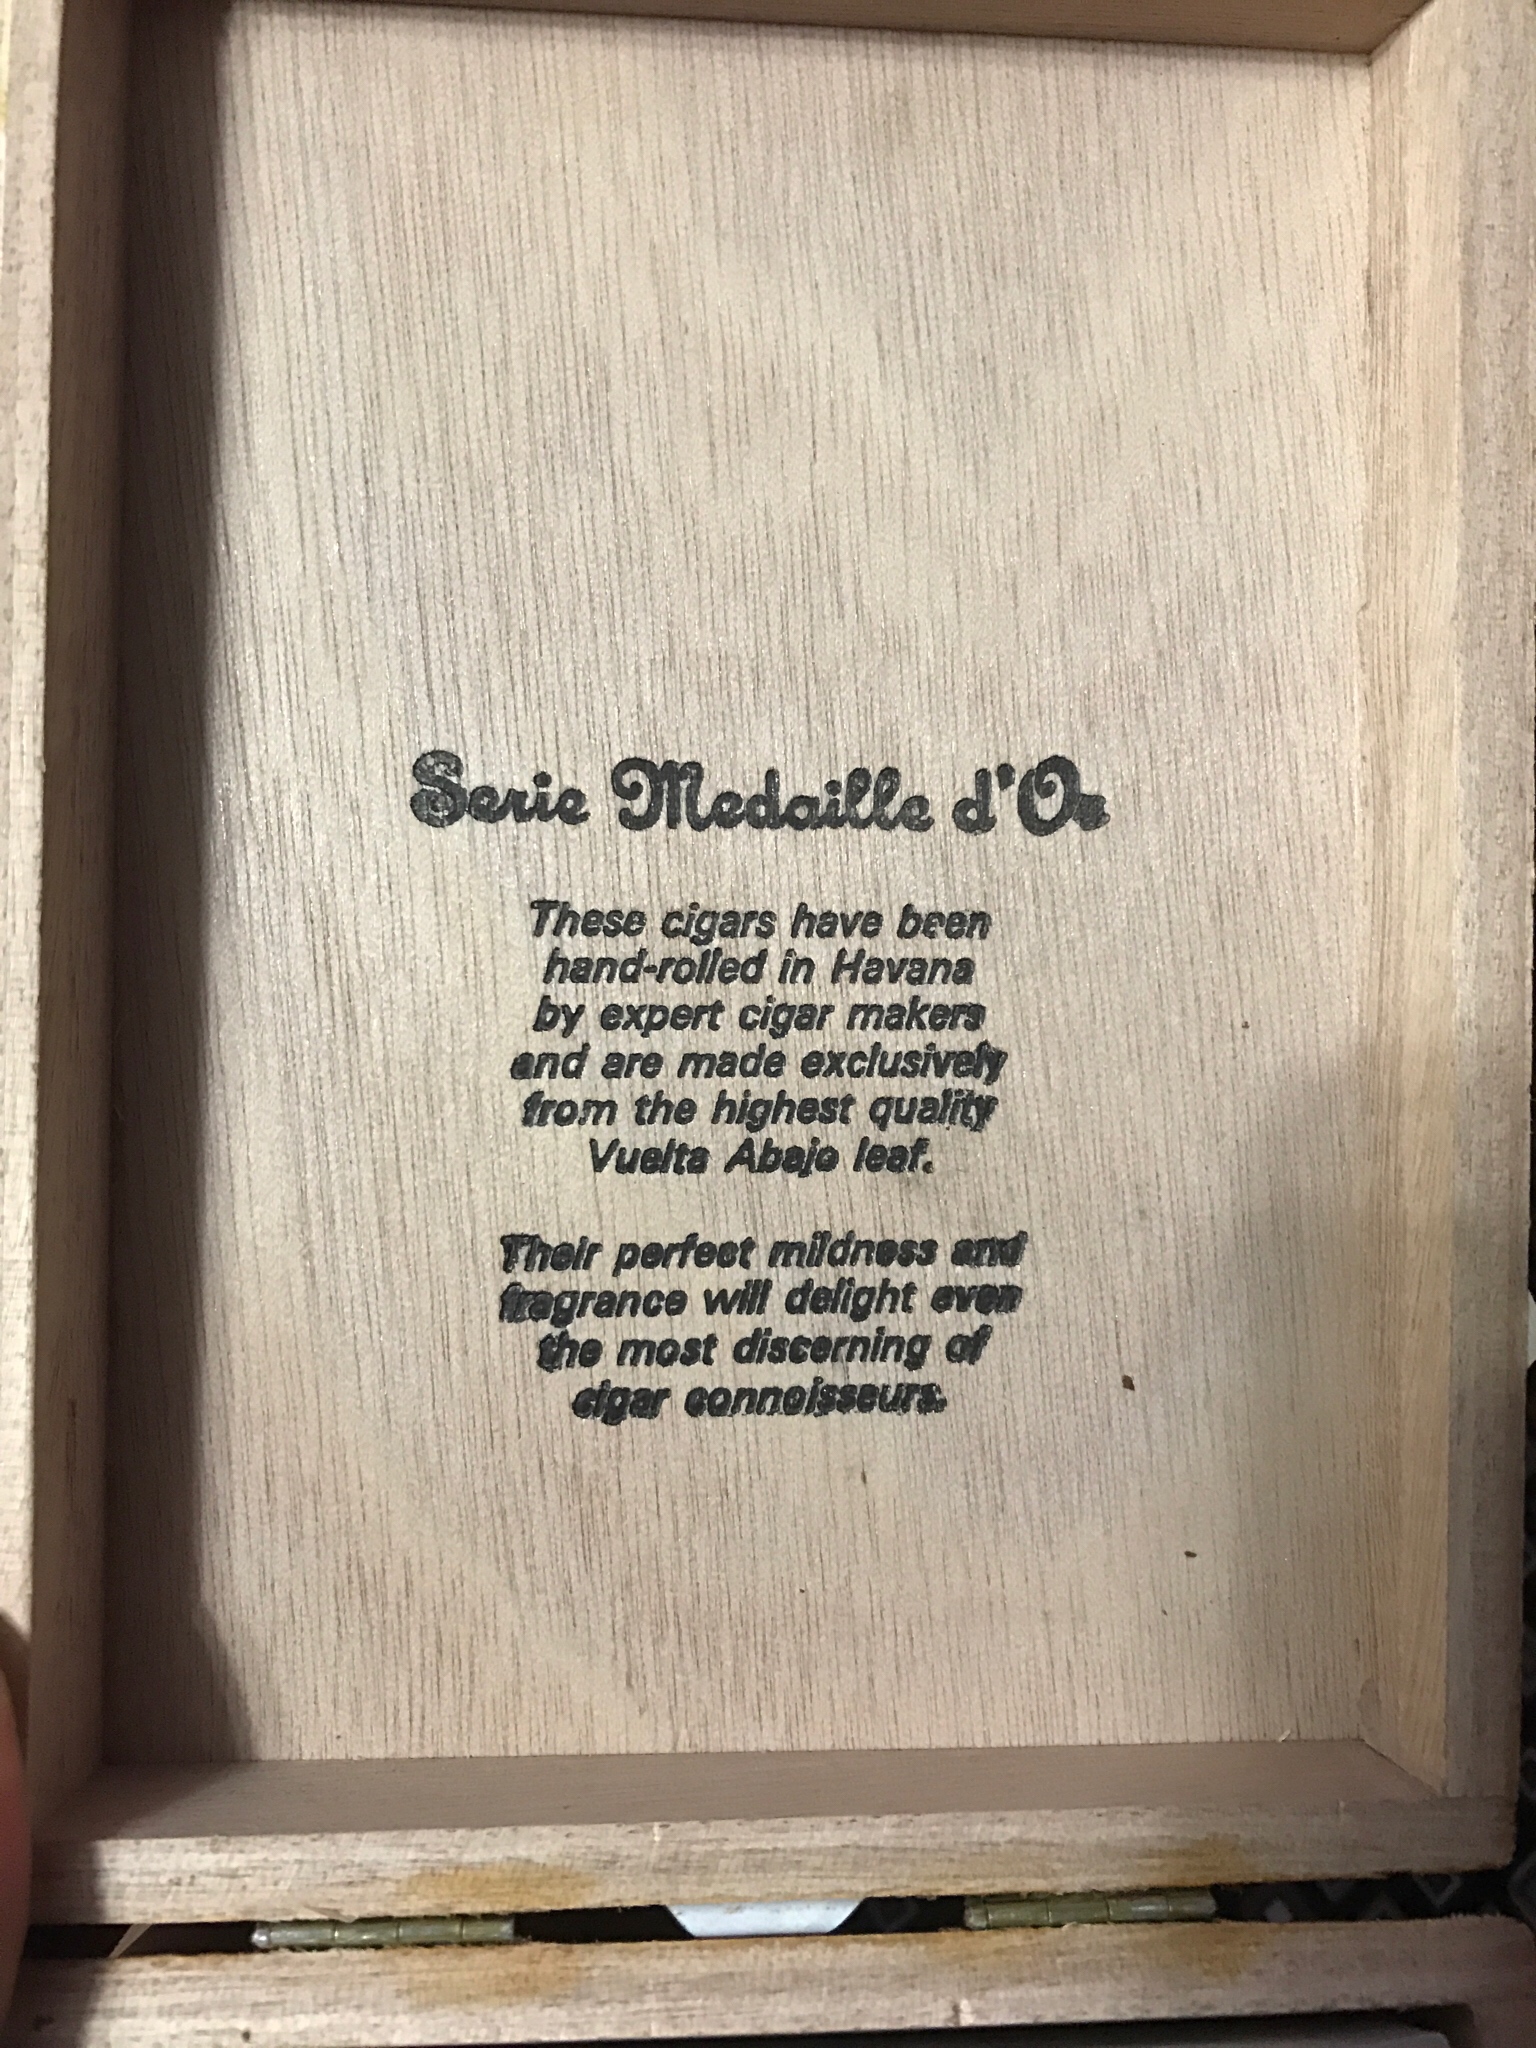 Serie Medaille d'Or
These cigars have been
hand-rolled in Havana
by expert cigar makers
and are made exclusively
from the highest quality
Vuelta Abajo leaf.
Their perfect mildness and
fragrance will delight even
the most discerning of
cigar connoisseurs.